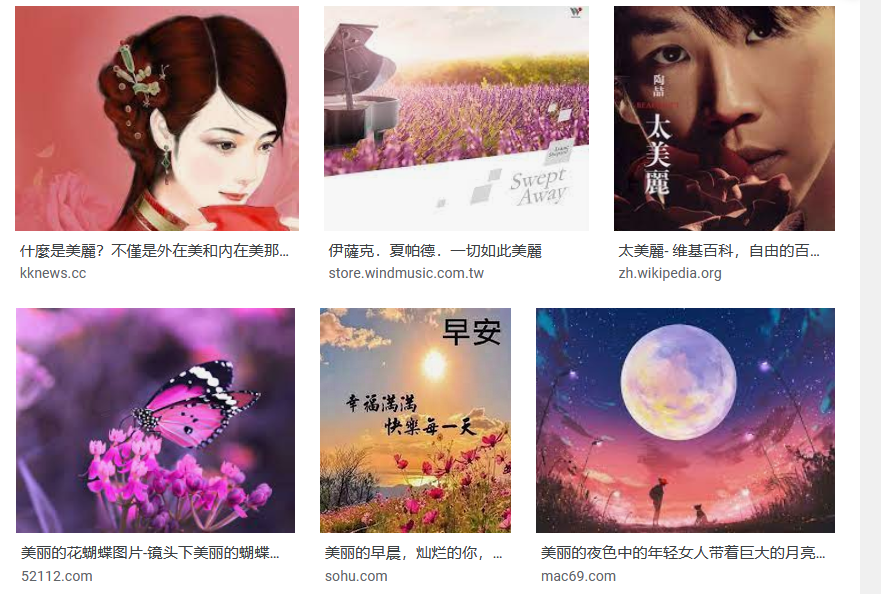 Swept
Away
陶
喆
BEAUTIFUL
太
美
麗
什麼是美麗？不僅是外在美和內在美那...
kknews.cc
伊薩克．夏帕德．一切如此美麗
store.windmusic.com.tw
太美麗- 维基百科，自由的百...
zh.wikipedia.org
早安
幸福滿滿
快樂每一天
美丽的花蝴蝶图片-镜头下美丽的蝴蝶...
52112.com
美丽的早晨，灿烂的你，...
sohu.com
美丽的夜色中的年轻女人带着巨大的月亮...
mac69.com